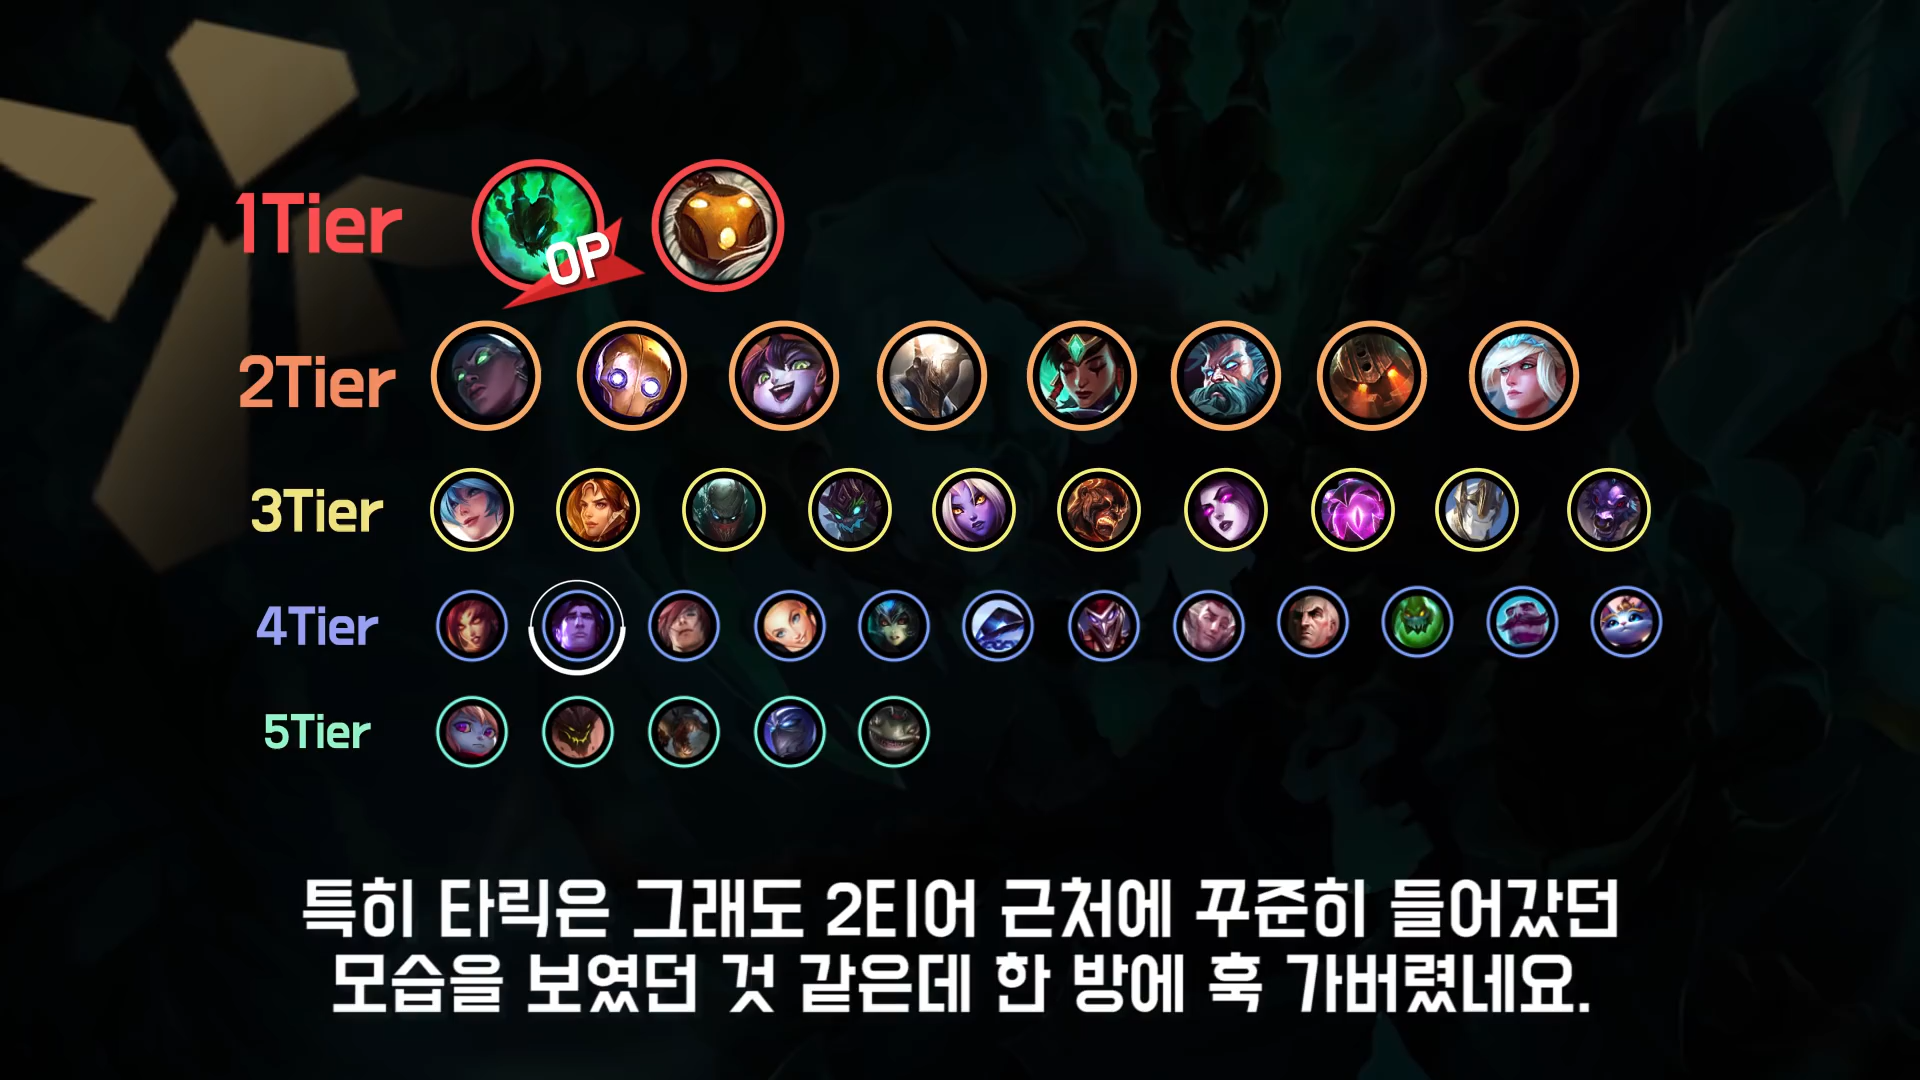 1Tier
OP
2Tier
3Tier
4Tier
5Tier
특히 타릭은 그래도 2티어 근처에 꾸준히 들어갔던
모습을 보였던 것 같은데 한 방에 훅 가버렸네요.